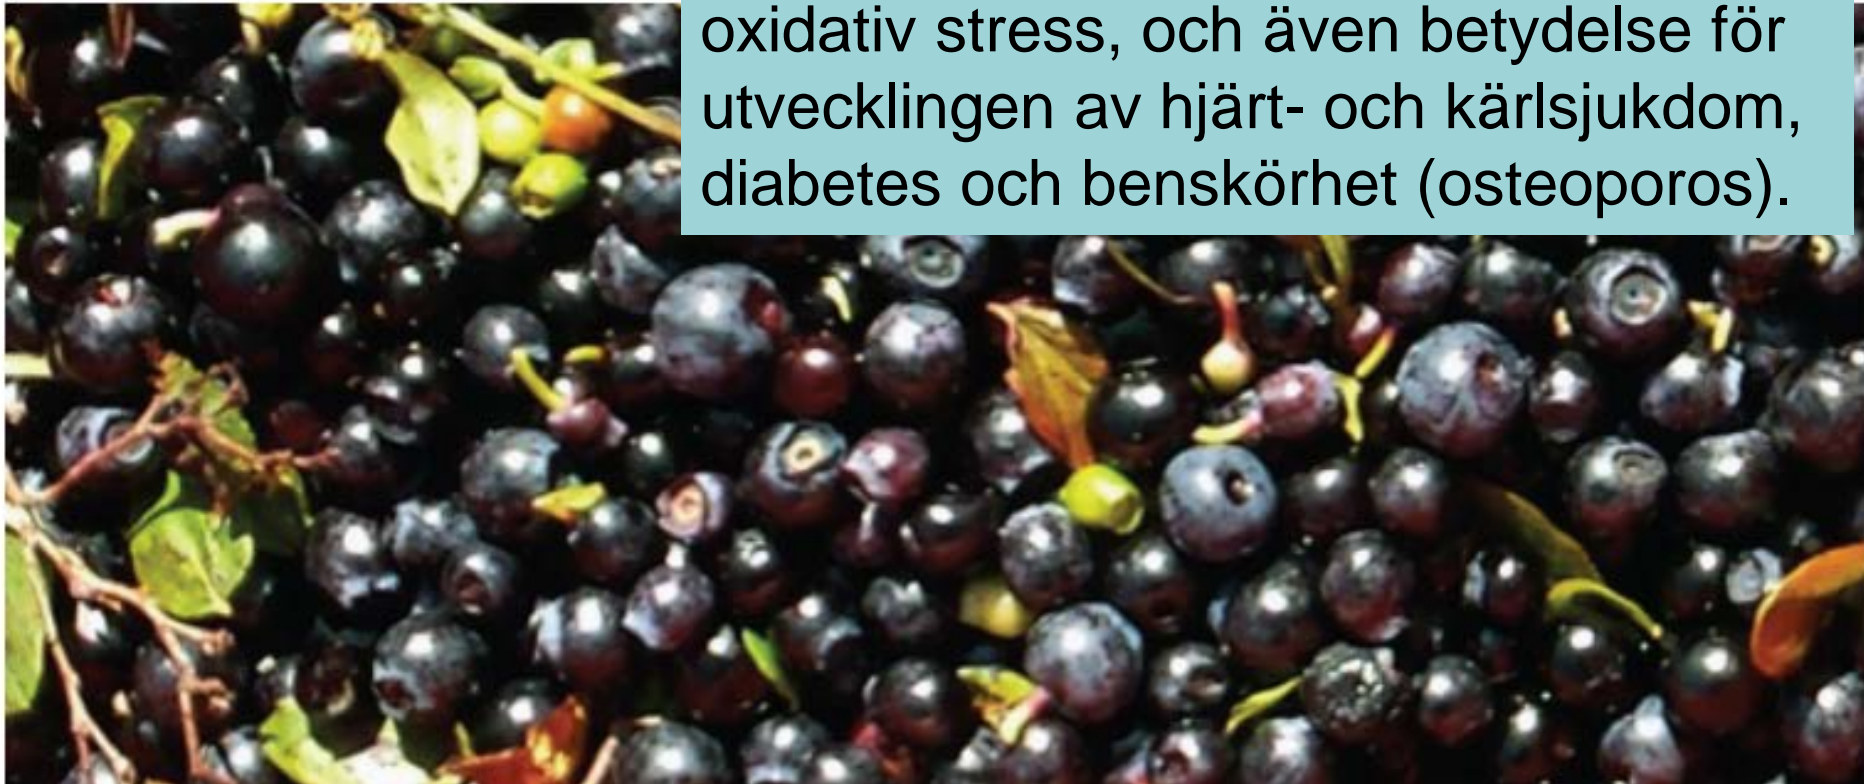 oxidativ stress, och även betydelse för
utvecklingen av hjärt- och kärlsjukdom,
diabetes och benskörhet (osteoporos).